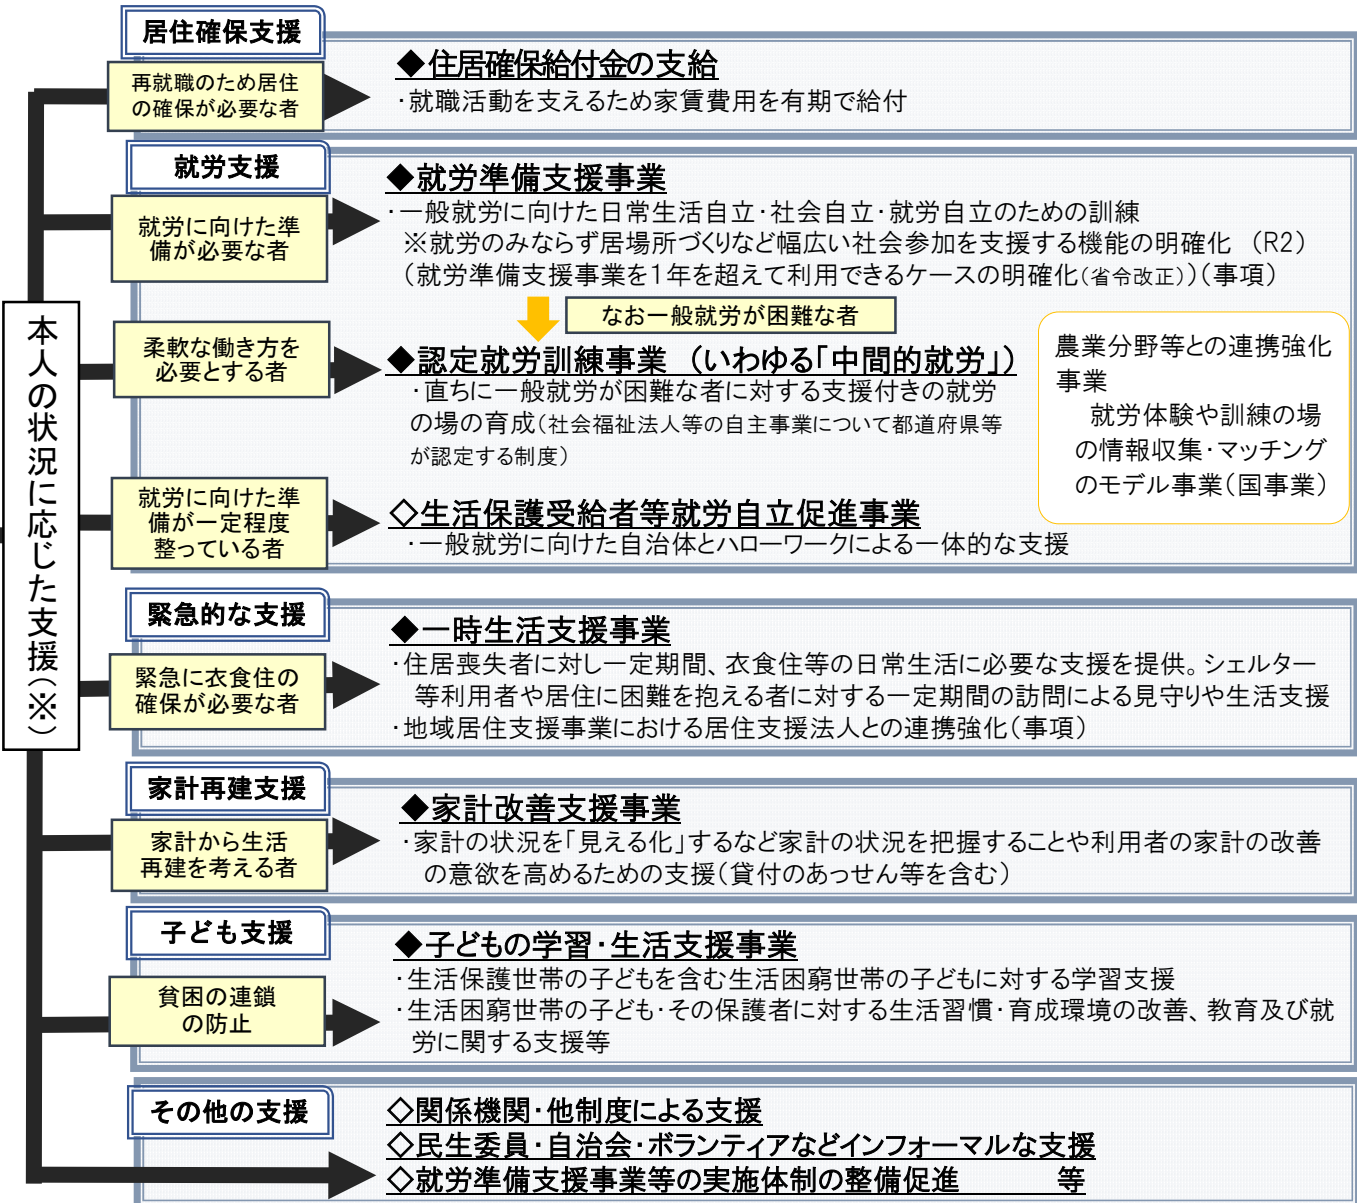 居住確保支援
再就職のため居住
の確保が必要な者
◆住居確保給付金の支給
・就職活動を支えるため家賃費用を有期で給付
就労支援
就労に向けた準
備が必要な者
◆就労準備支援事業
・一般就労に向けた日常生活自立・社会自立・就労自立のための訓練
※就労のみならず居場所づくりなど幅広い社会参加を支援する機能の明確化 (R2)
(就労準備支援事業を1年を超えて利用できるケースの明確化(省令改正))(事項)
なお一般就労が困難な者
柔軟な働き方を
必要とする者
◆認定就労訓練事業 (いわゆる「中間的就労」)
・直ちに一般就労が困難な者に対する支援付きの就労
の場の育成(社会福祉法人等の自主事業について都道府県等
が認定する制度)
農業分野等との連携強化
事業
就労体験や訓練の場
の情報収集・マッチング
のモデル事業(国事業)
就労に向けた準
備が一定程度
整っている者
◇生活保護受給者等就労自立促進事業
・一般就労に向けた自治体とハローワークによる一体的な支援
本人の状況に応じた支援(※)
緊急的な支援
緊急に衣食住の
確保が必要な者
◆一時生活支援事業
・住居喪失者に対し一定期間、衣食住等の日常生活に必要な支援を提供。シェルター
等利用者や居住に困難を抱える者に対する一定期間の訪問による見守りや生活支援
・地域居住支援事業における居住支援法人との連携強化(事項)
家計再建支援
家計から生活
再建を考える者
◆家計改善支援事業
・家計の状況を「見える化」するなど家計の状況を把握することや利用者の家計の改善
の意欲を高めるための支援(貸付のあっせん等を含む)
子ども支援
貧困の連鎖
の防止
◆子どもの学習・生活支援事業
・生活保護世帯の子どもを含む生活困窮世帯の子どもに対する学習支援
・生活困窮世帯の子ども・その保護者に対する生活習慣・育成環境の改善、教育及び就
労に関する支援等
その他の支援
◇関係機関・他制度による支援
◇民生委員・自治会・ボランティアなどインフォーマルな支援
◇就労準備支援事業等の実施体制の整備促進 等